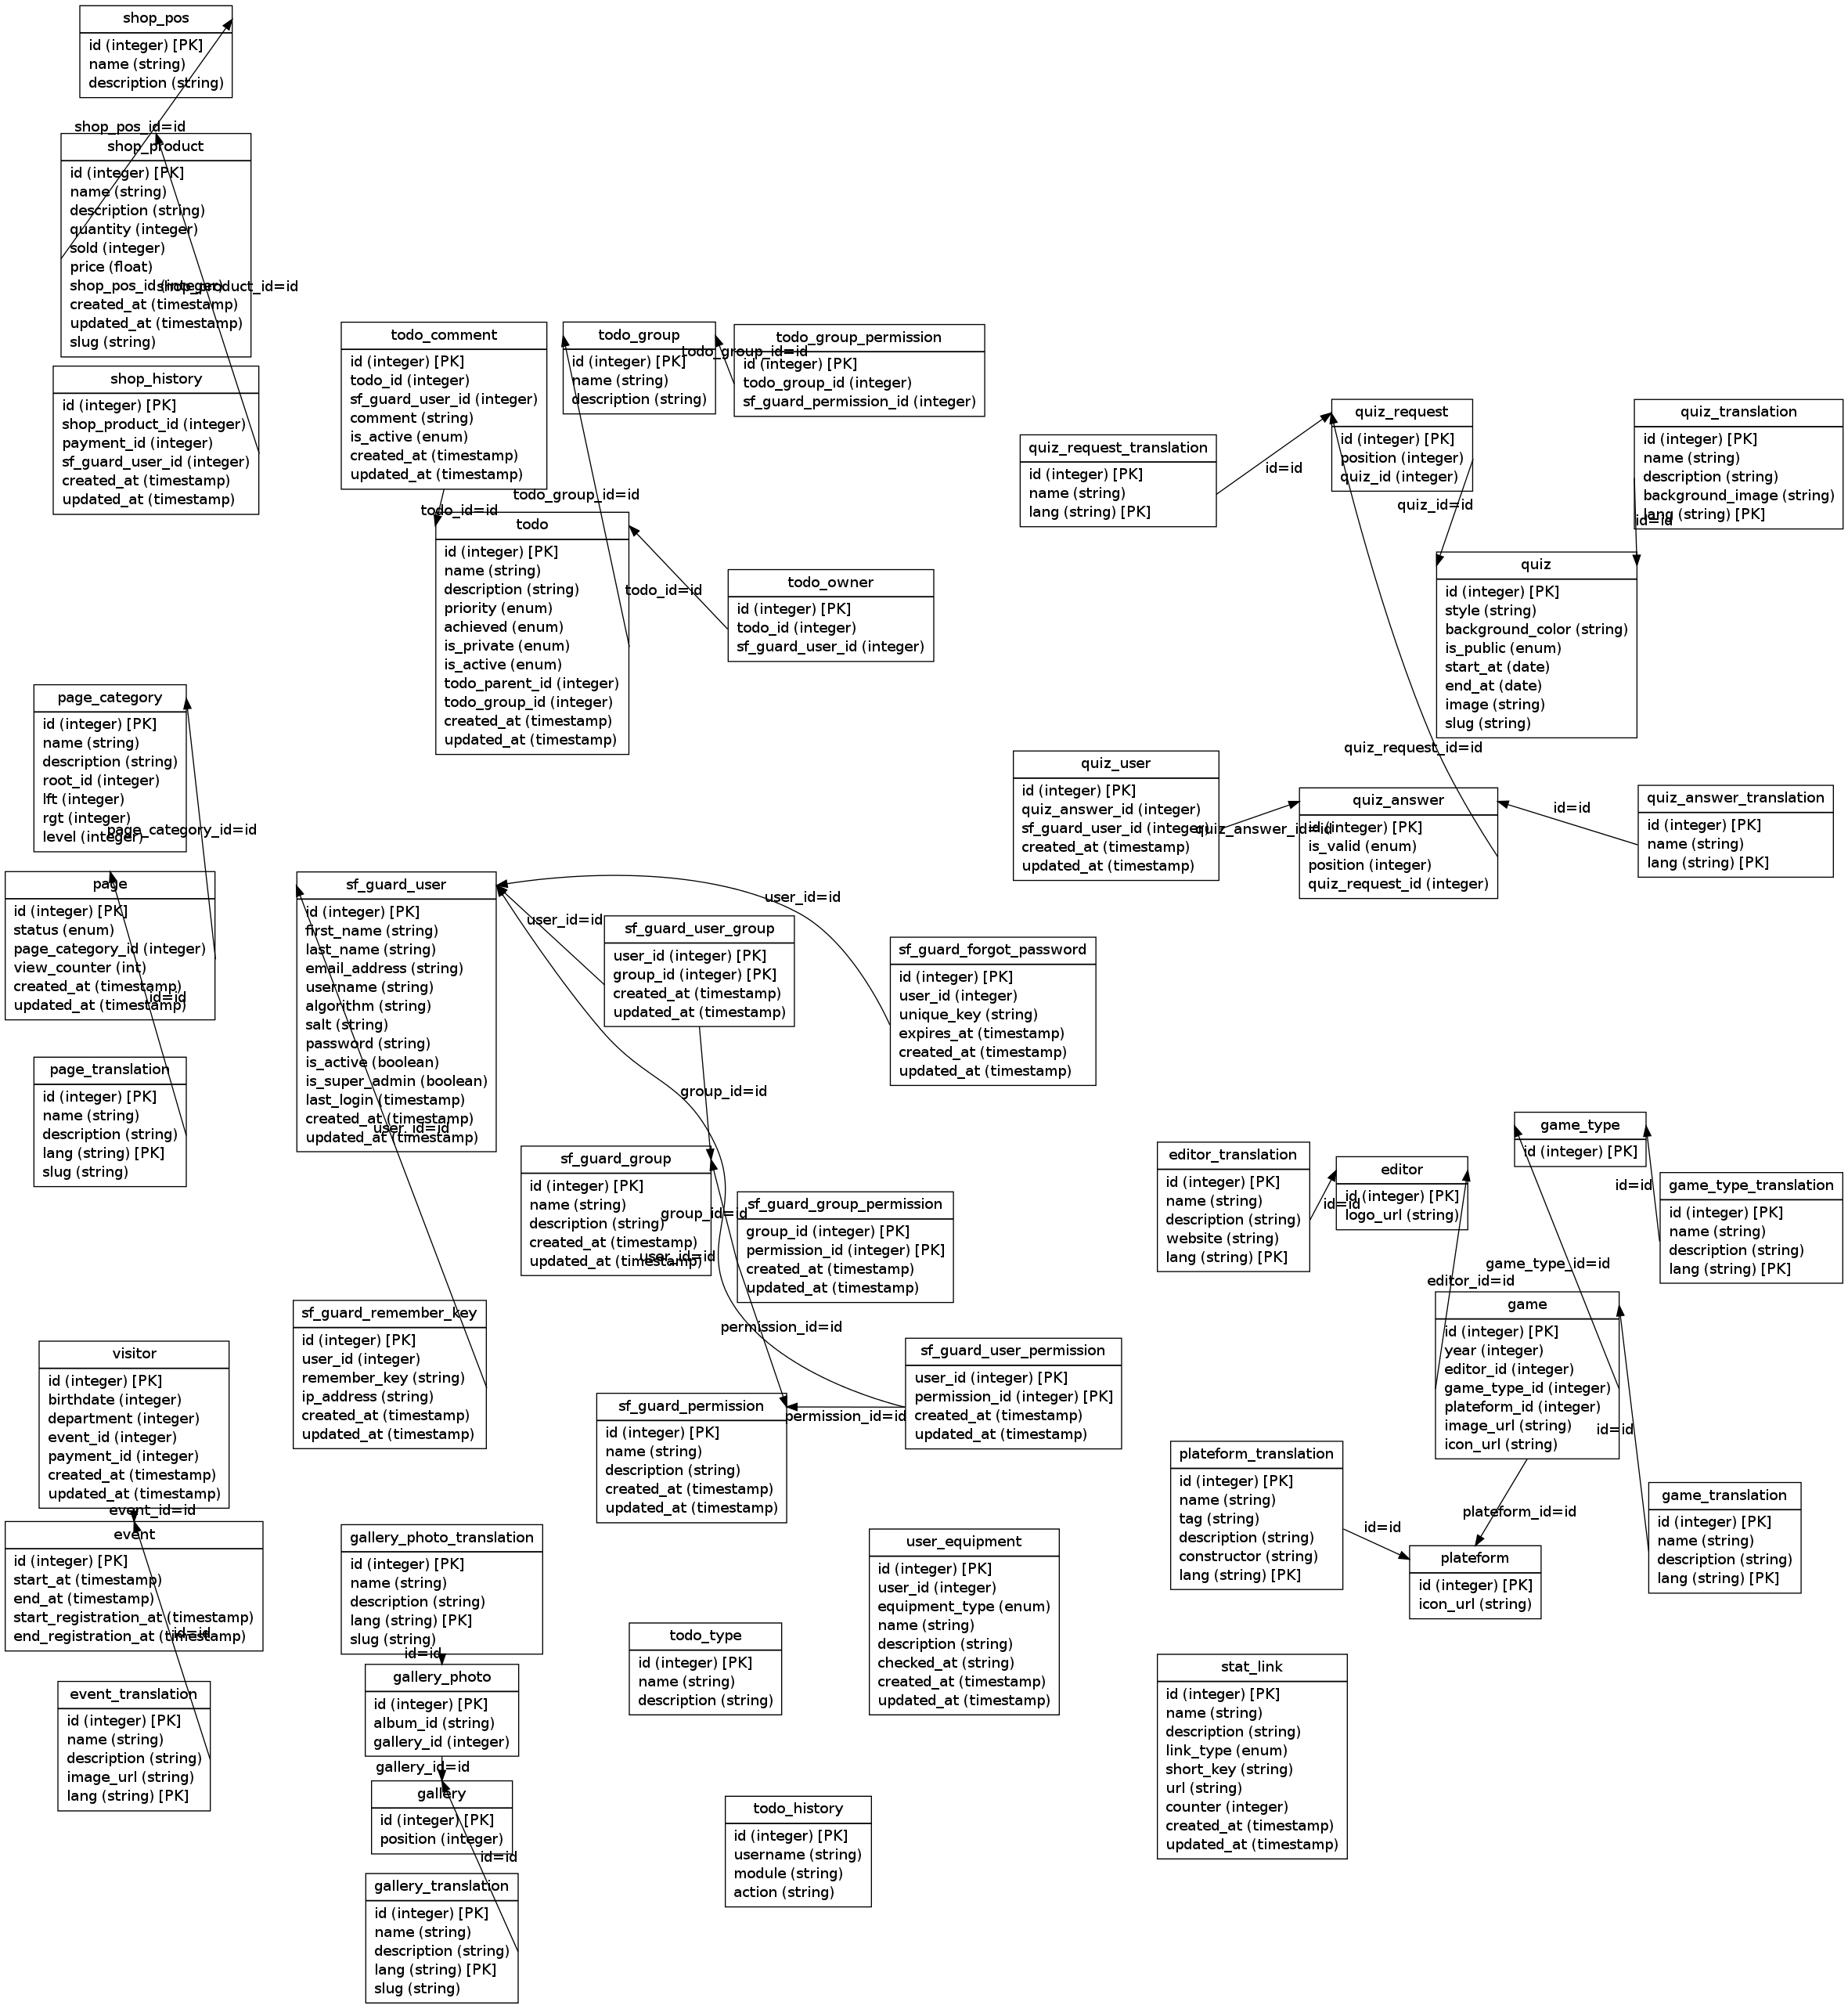 shop_pos
id (integer) [PK]
name (string)
description (string)
shop_pos_id=id
shop_product
id (integer) [PK]
name (string)
description (string)
quantity (integer)
sold (integer)
price (float)
shop_pos_id (integer)
shop_product_id=id
created_at (timestamp)
updated_at (timestamp)
slug (string)
shop_history
id (integer) [PK]
shop_product_id (integer)
payment_id (integer)
sf_guard_user_id (integer)
created_at (timestamp)
updated_at (timestamp)
todo_comment
id (integer) [PK]
todo_id (integer)
sf_guard_user_id (integer)
comment (string)
is_active (enum)
created_at (timestamp)
updated_at (timestamp)
todo_group
id (integer) [PK]
name (string)
description (string)
todo_group_id=id
todo_group_permission
id (integer) [PK]
todo_group_id (integer)
sf_guard_permission_id (integer)
todo_group_id=id
todo_id=id
todo
id (integer) [PK]
name (string)
description (string)
priority (enum)
achieved (enum)
is_private (enum)
is_active (enum)
todo_parent_id (integer)
todo_group_id (integer)
created_at (timestamp)
updated_at (timestamp)
todo_id=id
todo_owner
id (integer) [PK]
todo_id (integer)
sf_guard_user_id (integer)
quiz_request_translation
id (integer) [PK]
name (string)
lang (string) [PK]
id=id
quiz_request
id (integer) [PK]
position (integer)
quiz_id (integer)
quiz_id=id
quiz_translation
id (integer) [PK]
name (string)
description (string)
background_image (string)
lang (string) [PK]
id=id
quiz
id (integer) [PK]
style (string)
background_color (string)
is_public (enum)
start_at (date)
end_at (date)
image (string)
slug (string)
quiz_request_id=id
quiz_user
id (integer) [PK]
quiz_answer_id (integer)
sf_guard_user_id (integer)
created_at (timestamp)
updated_at (timestamp)
quiz_answer_id=id
quiz_answer
id (integer) [PK]
is_valid (enum)
position (integer)
quiz_request_id (integer)
id=id
quiz_answer_translation
id (integer) [PK]
name (string)
lang (string) [PK]
page_category
id (integer) [PK]
name (string)
description (string)
root_id (integer)
lft (integer)
rgt (integer)
level (integer)
page_category_id=id
page
id (integer) [PK]
status (enum)
page_category_id (integer)
view_counter (int)
created_at (timestamp)
updated_at (timestamp)
id=id
page_translation
id (integer) [PK]
name (string)
description (string)
lang (string) [PK]
slug (string)
sf_guard_user
id (integer) [PK]
first_name (string)
last_name (string)
email_address (string)
username (string)
algorithm (string)
salt (string)
password (string)
is_active (boolean)
is_super_admin (boolean)
last_login (timestamp)
created_at (timestamp)
updated_at (timestamp)
user_id=id
user_id=id
sf_guard_user_group
user_id (integer) [PK]
group_id (integer) [PK]
created_at (timestamp)
updated_at (timestamp)
user_id=id
sf_guard_forgot_password
id (integer) [PK]
user_id (integer)
unique_key (string)
expires_at (timestamp)
created_at (timestamp)
updated_at (timestamp)
group_id=id
sf_guard_group
id (integer) [PK]
name (string)
description (string)
created_at (timestamp)
updated_at (timestamp)
group_id=id
user_id=id
sf_guard_group_permission
group_id (integer) [PK]
permission_id (integer) [PK]
created_at (timestamp)
updated_at (timestamp)
permission_id=id
sf_guard_remember_key
id (integer) [PK]
user_id (integer)
remember_key (string)
ip_address (string)
created_at (timestamp)
updated_at (timestamp)
sf_guard_permission
id (integer) [PK]
name (string)
description (string)
created_at (timestamp)
updated_at (timestamp)
permission_id=id
sf_guard_user_permission
user_id (integer) [PK]
permission_id (integer) [PK]
created_at (timestamp)
updated_at (timestamp)
editor_translation
id (integer) [PK]
name (string)
description (string)
website (string)
lang (string) [PK]
id=id
editor
id (integer) [PK]
logo_url (string)
game_type
id (integer) [PK]
id=id
game_type_translation
id (integer) [PK]
name (string)
description (string)
lang (string) [PK]
game_type_id=id
editor_id=id
game
id (integer) [PK]
year (integer)
editor_id (integer)
game_type_id (integer)
plateform_id (integer)
image_url (string)
icon_url (string)
id=id
plateform_translation
id (integer) [PK]
name (string)
tag (string)
description (string)
constructor (string)
lang (string) [PK]
id=id
plateform_id=id
plateform
id (integer) [PK]
icon_url (string)
game_translation
id (integer) [PK]
name (string)
description (string)
lang (string) [PK]
visitor
id (integer) [PK]
birthdate (integer)
department (integer)
event_id (integer)
payment_id (integer)
created_at (timestamp)
updated_at (timestamp)
event_id=id
event
id (integer) [PK]
start_at (timestamp)
end_at (timestamp)
start_registration_at (timestamp)
end_registration_at (timestamp)
id=id
event_translation
id (integer) [PK]
name (string)
description (string)
image_url (string)
lang (string) [PK]
gallery_photo_translation
id (integer) [PK]
name (string)
description (string)
lang (string) [PK]
slug (string)
id=id
gallery_photo
id (integer) [PK]
album_id (string)
gallery_id (integer)
gallery_id=id
gallery
id (integer) [PK]
position (integer)
id=id
gallery_translation
id (integer) [PK]
name (string)
description (string)
lang (string) [PK]
slug (string)
todo_type
id (integer) [PK]
name (string)
description (string)
user_equipment
id (integer) [PK]
user_id (integer)
equipment_type (enum)
name (string)
description (string)
checked_at (string)
created_at (timestamp)
updated_at (timestamp)
todo_history
id (integer) [PK]
username (string)
module (string)
action (string)
stat_link
id (integer) [PK]
name (string)
description (string)
link_type (enum)
short_key (string)
url (string)
counter (integer)
created_at (timestamp)
updated_at (timestamp)